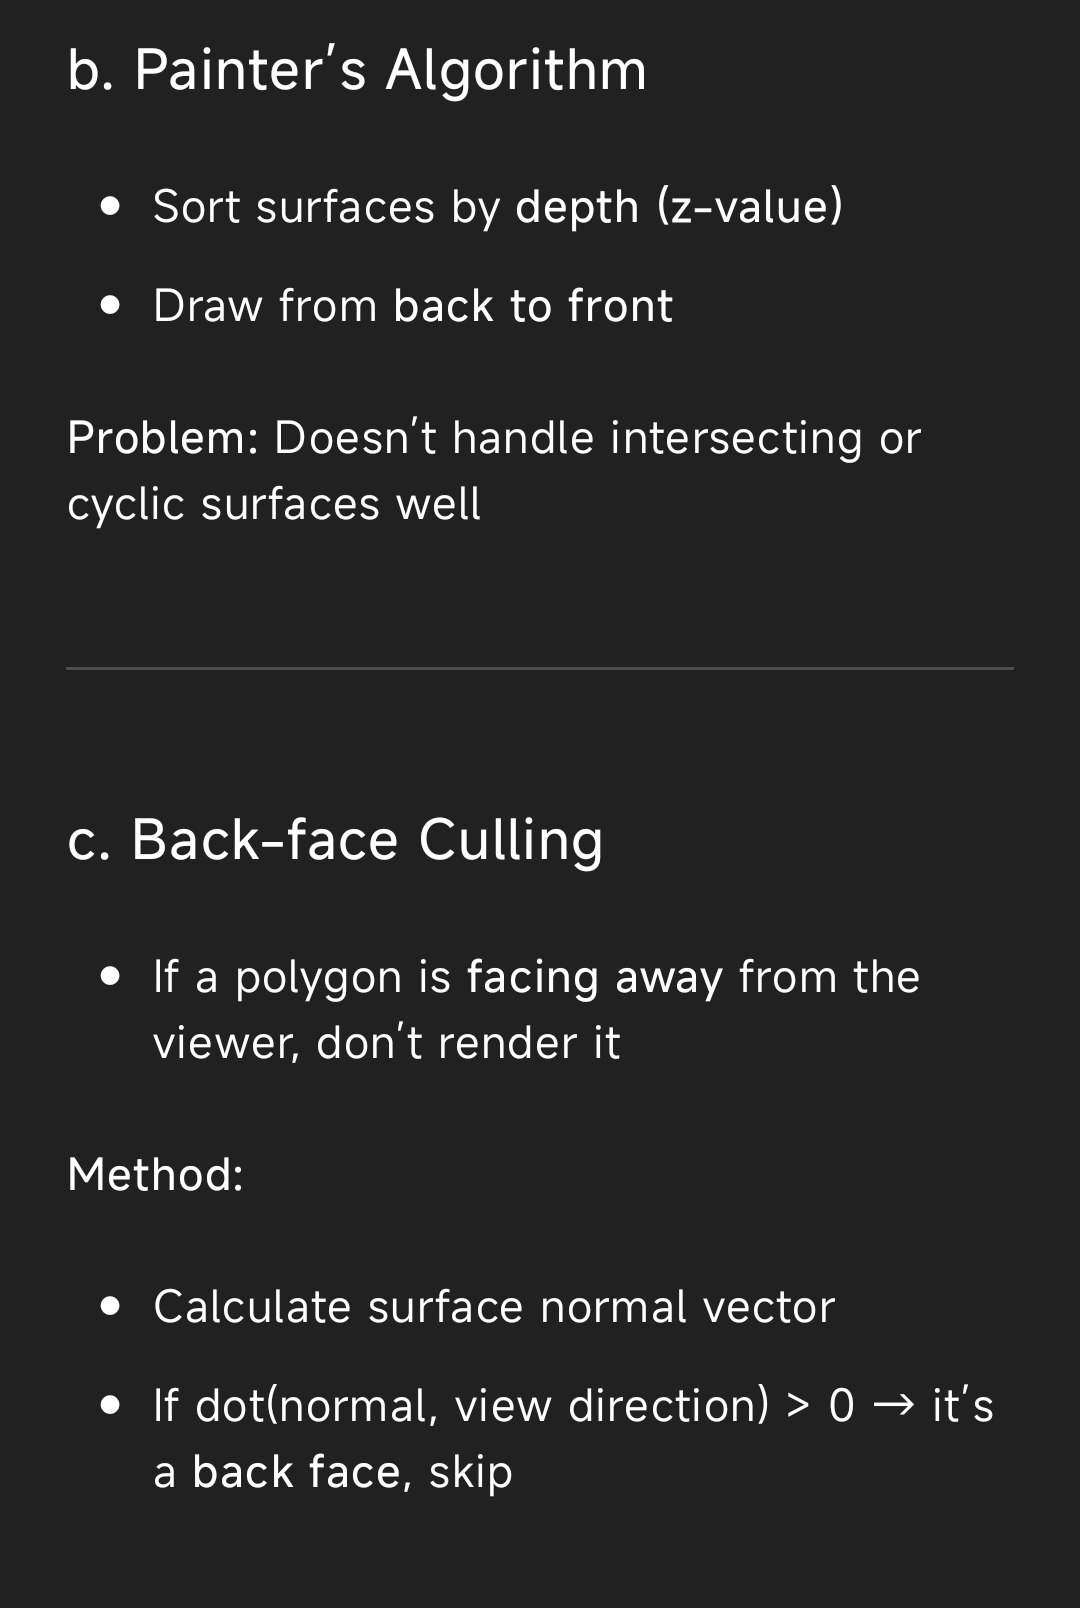 b. Painter's Algorithm
• Sort surfaces by depth (z-value)
• Draw from back to front
Problem: Doesn't handle intersecting or
cyclic surfaces well
c. Back-face Culling
• If a polygon is facing away from the
viewer, don't render it
Method:
• Calculate surface normal vector
• If dot(normal, view direction) > 0 → it's
a back face, skip